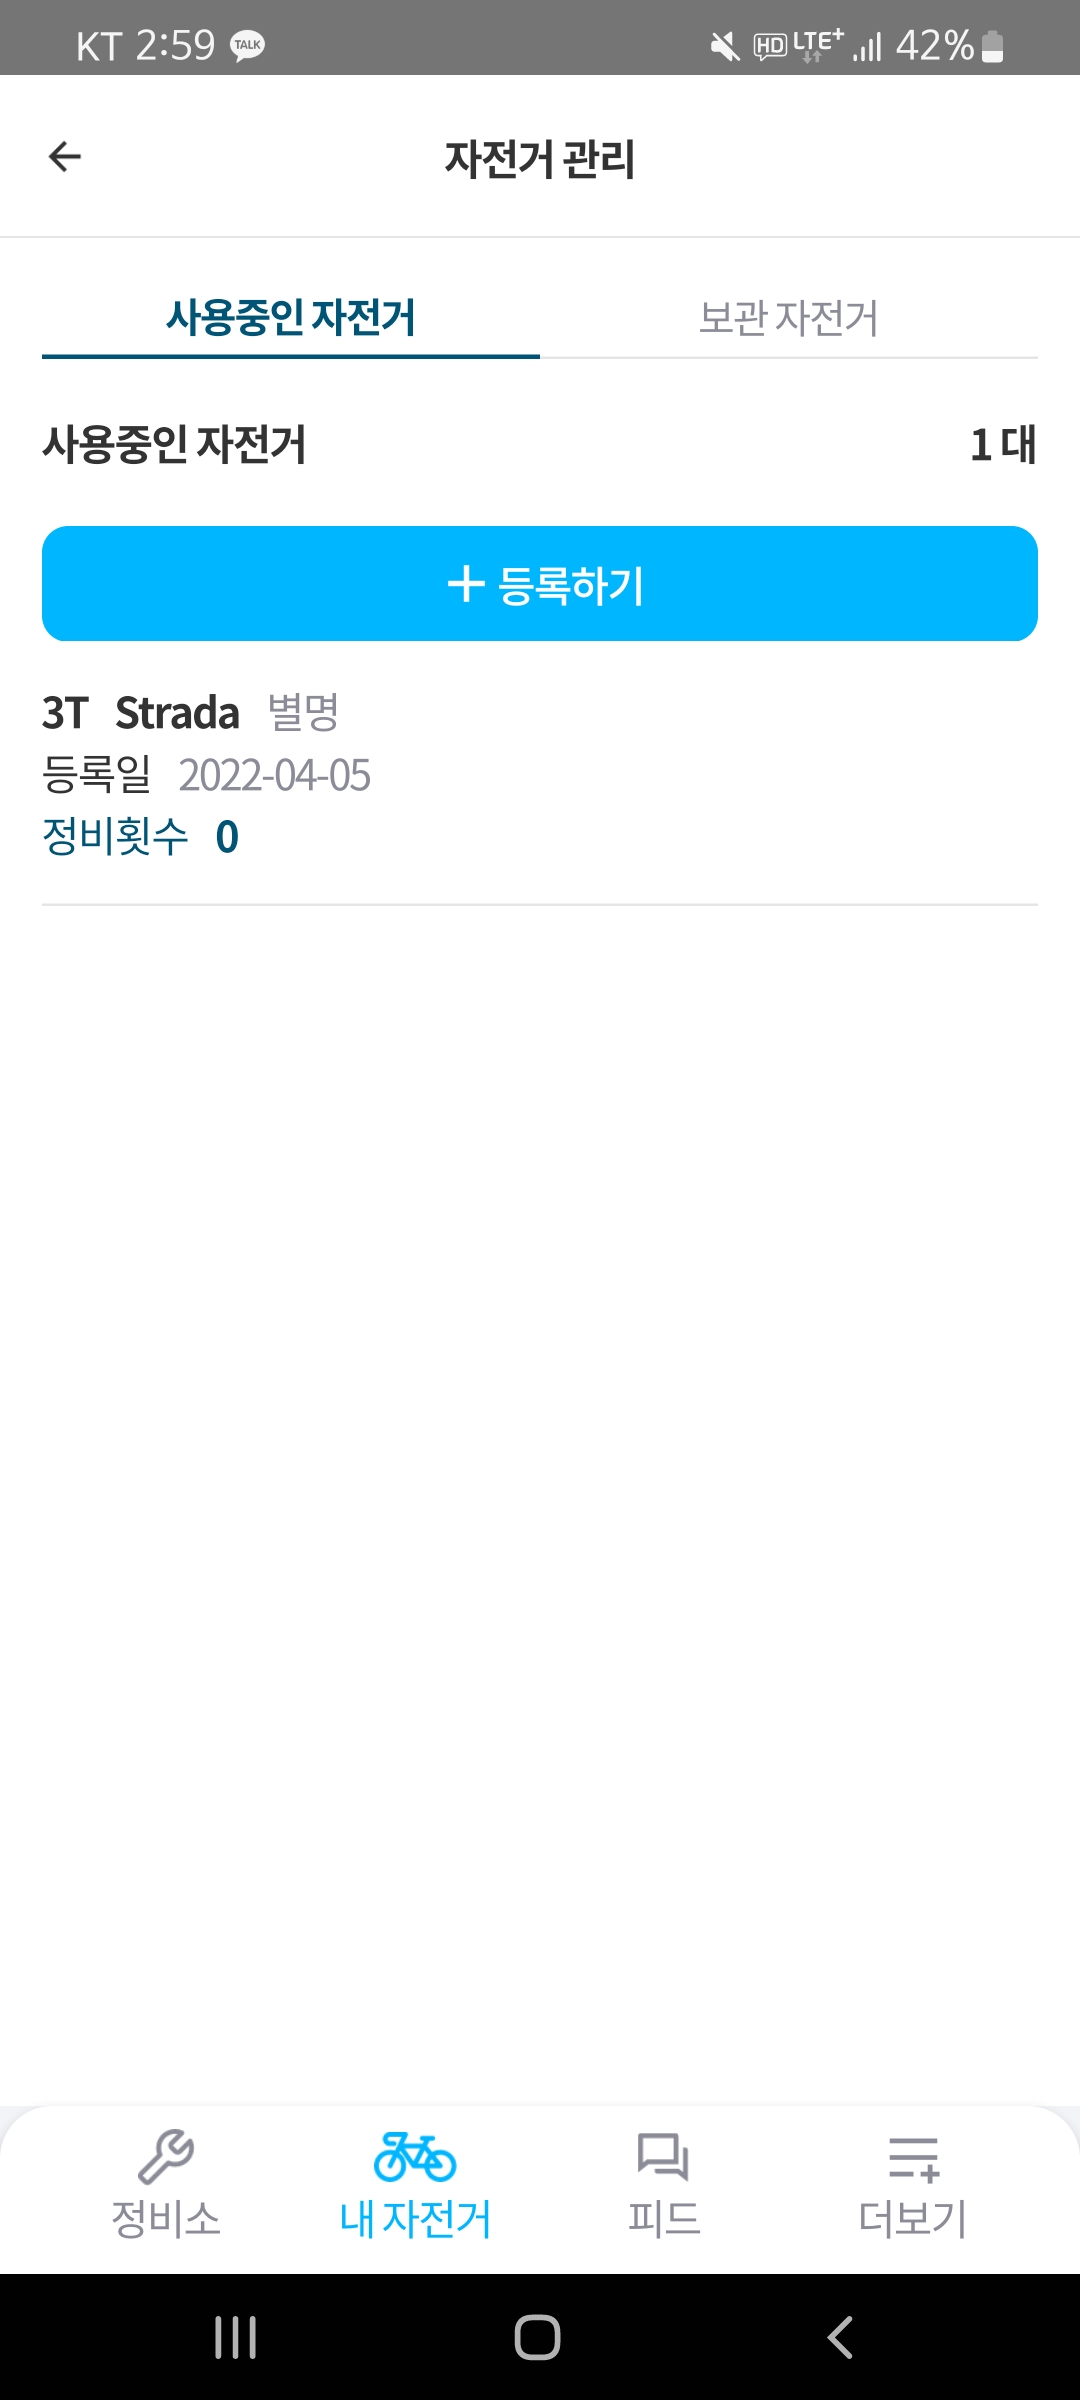 KT 2:59 TALK HD LTE+ 42%
자전거 관리
사용중인 자전거 보관 자전거
사용중인 자전거 1 대
+ 등록하기
3T Strada 별명
등록일 2022-04-05
정비횟수 0
정비소 내 자전거 피드 더보기